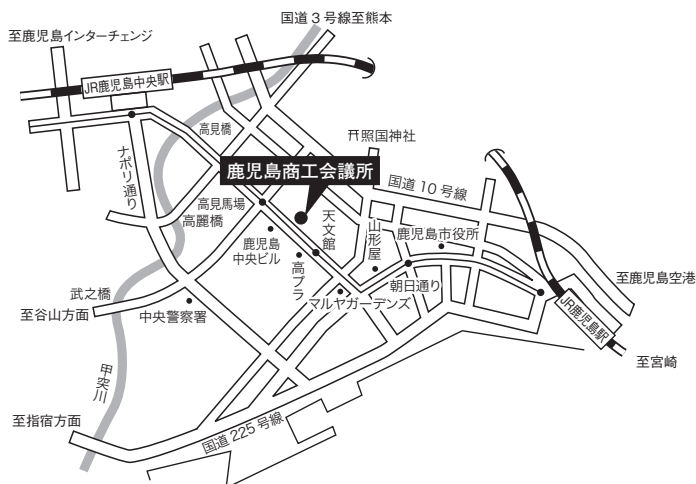 国道3号線至熊本
至鹿児島インターチェンジ
JR鹿児島中央駅
高見橋
⛩照国神社
ナポリ通り
鹿児島商工会議所
国道10号線
高見馬場
高麗橋
天文館
山形屋
鹿児島市役所
鹿児島
中央ビル
高プラ
朝日通り
至鹿児島空港
武之橋
マルヤガーデンズ
至谷山方面
中央警察署
JR鹿児島駅
至宮崎
甲突川
至指宿方面
国道225号線